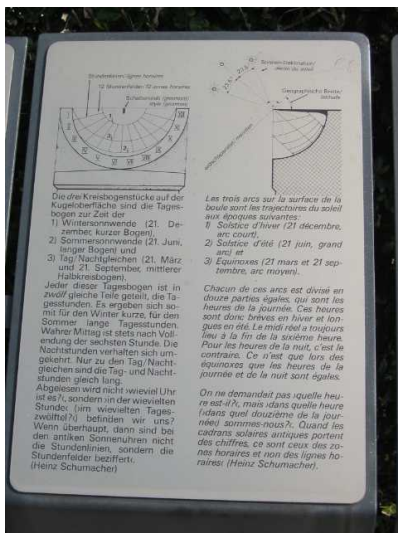 Stundenlinien/lignes horaires
12 Stundenfelder/12 zones horaires
Die drei Kreisbogenstücke auf der
Kugeloberfläche sind die Tages-
bogen zur Zeit der
1) Wintersonnwende (21. De-
zember, kurzer Bogen),
2) Sommersonnwende (21. Juni,
langer Bogen) und
3) Tag/Nachtgleichen (21. März
und 21. September, mittlerer
Halbkreisbogen).
Jeder dieser Tagesbogen ist in
zwölf gleiche Teile geteilt, die Ta-
gesstunden. Es ergeben sich so-
mit für den Winter kurze, für den
Sommer lange Tagesstunden.
Wahrer Mittag ist stets nach Voll-
endung der sechsten Stunde. Die
Nachtstunden verhalten sich um-
gekehrt. Nur zu den Tag/Nacht-
gleichen sind die Tag- und Nacht-
stunden gleich lang.
Abgelesen wird nicht ›wieviel Uhr
ist es?‹, sondern ›in der wievielten
Stunde‹ (›im wievielten Tages-
zwölftel?‹) befinden wir uns?
Wenn überhaupt, dann sind bei
den antiken Sonnenuhren nicht
die Stundenlinien, sondern die
Stundenfelder beziffert‹.
(Heinz Schumacher)
Geographische Breite/
latitude
Les trois arcs sur la surface de la
boule sont les trajectoires du soleil
aux époques suivantes:
1) Solstice d'hiver (21 décembre,
arc court),
2) Solstice d'été (21 juin, grand
arc) et
3) Equinoxes (21 mars et 21 sep-
tembre, arc moyen).
Chacun de ces arcs est divisé en
douze parties égales, qui sont les
heures de la journée. Ces heures
sont donc brèves en hiver et lon-
gues en été. Le midi réel a toujours
lieu à la fin de la sixième heure.
Pour les heures de la nuit, c'est le
contraire. Ce n'est que lors des
équinoxes que les heures de la
journée et de la nuit sont égales.
On ne demandait pas ›quelle heu-
re est-il?‹, mais ›dans quelle heure
(›dans quel douzième de la jour-
née‹) sommes-nous?‹. Quand les
cadrans solaires antiques portent
des chiffres, ce sont ceux des zo-
nes horaires et non des lignes ho-
raires‹ (Heinz Schumacher).